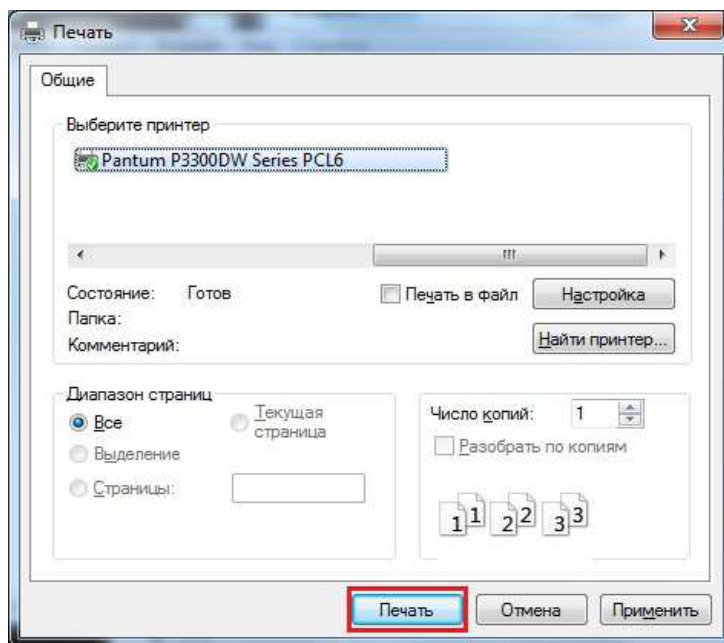 Печать
Общие
Выберите принтер
Pantum P3300DW Series PCL6
Состояние: Готов
Папка:
Комментарий:
Печать в файл
Настройка
Найти принтер...
Диапазон страниц
Все
Текущая
страница
Выделение
Страницы:
Число копий: 1
Разобрать по копиям
1 1 2 2 3 3
Печать
Отмена
Применить